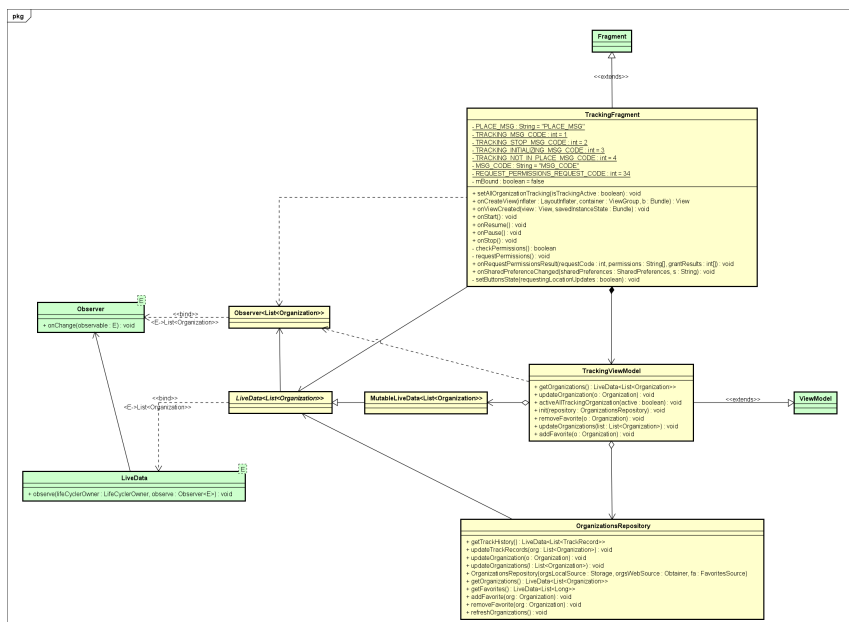 pkg
Fragment
<<extends>>
TrackingFragment
- PLACE_MSG : String = "PLACE_MSG"
- TRACKING_MSG_CODE : int = 1
- TRACKING_STOP_MSG_CODE : int = 2
- TRACKING_INITIALIZING_MSG_CODE : int = 3
- TRACKING_NOT_IN_PLACE_MSG_CODE : int = 4
- MSG_CODE : String = "MSG_CODE"
- REQUEST_PERMISSIONS_REQUEST_CODE : int = 34
- mBound : boolean = false
+ setAllOrganizationTracking(isTrackingActive : boolean) : void
+ onCreateView(inflater : LayoutInflater, container : ViewGroup, b : Bundle) : View
+ onViewCreated(view : View, savedInstanceState : Bundle) : void
+ onStart() : void
+ onResume() : void
+ onPause() : void
+ onStop() : void
- checkPermissions() : boolean
- requestPermissions() : void
+ onRequestPermissionsResult(requestCode : int, permissions : String[], grantResults : int[]) : void
+ onSharedPreferenceChanged(sharedPreferences : SharedPreferences, s : String) : void
- setButtonsState(requestingLocationUpdates : boolean) : void
E
Observer
+ onChange(observable : E) : void
<<bind>>
<E->List<Organization>>
Observer<List<Organization>>
LiveData<List<Organization>>
MutableLiveData<List<Organization>>
TrackingViewModel
+ getOrganizations() : LiveData<List<Organization>>
+ updateOrganization(o : Organization) : void
+ activeAllTrackingOrganization(active : boolean) : void
+ init(repository : OrganizationsRepository) : void
+ removeFavorite(o : Organization) : void
+ updateOrganizations(list : List<Organization>) : void
+ addFavorite(o : Organization) : void
<<extends>>
ViewModel
<<bind>>
<E->List<Organization>>
E
LiveData
+ observe(lifeCyclerOwner : LifeCyclerOwner, observe : Observer<E>) : void
OrganizationsRepository
+ getTrackHistory() : LiveData<List<TrackRecord>>
+ updateTrackRecords(org : List<Organization>) : void
+ updateOrganization(o : Organization) : void
+ updateOrganizations(l : List<Organization>) : void
+ OrganizationsRepository(orgsLocalSource : Storage, orgsWebSource : Obtainer, fa : FavoritesSource)
+ getOrganizations() : LiveData<List<Organization>>
+ getFavorites() : LiveData<List<Long>>
+ addFavorite(org : Organization) : void
+ removeFavorite(org : Organization) : void
+ refreshOrganizations() : void